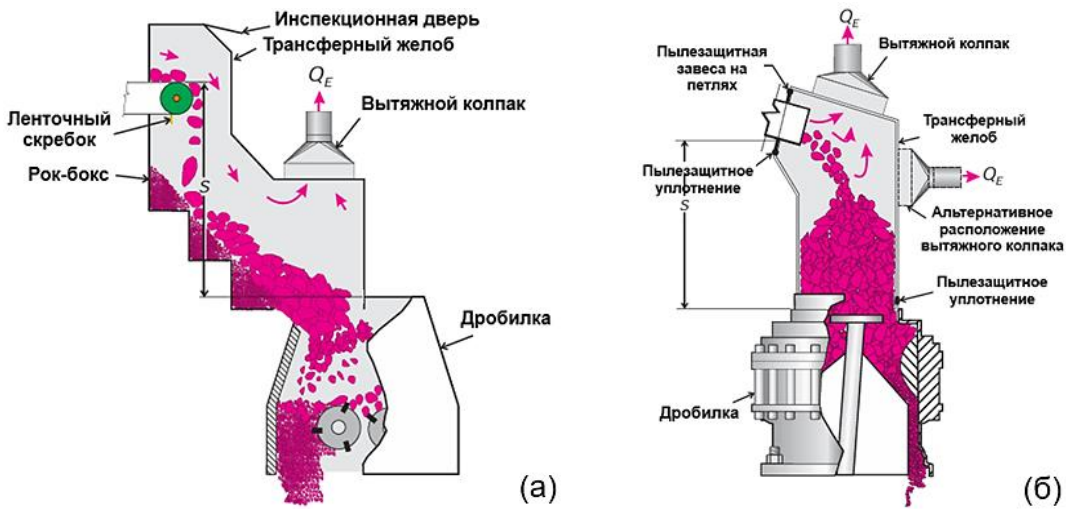 Инспекционная дверь
Трансферный желоб
Q_E
Вытяжной колпак
Ленточный
скребок
Рок-бокс
S
Дробилка
(а)
Q_E
Пылезащитная
завеса на
петлях
Вытяжной колпак
Трансферный
желоб
Пылезащитное
уплотнение
S
Q_E
Альтернативное
расположение
вытяжного колпака
Пылезащитное
уплотнение
Дробилка
(б)